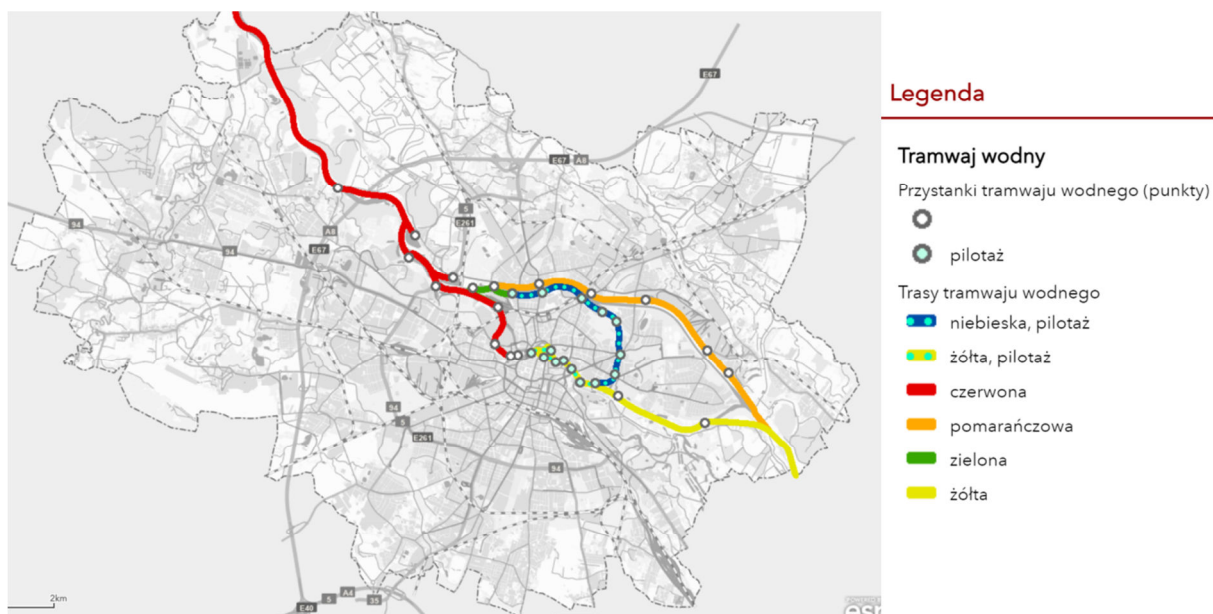 E67
E67
A8
5
E261
94
94
A8
E67
94
5
E261
94
2km
A4
35
5
E40
Legenda
Tramwaj wodny
Przystanki tramwaju wodnego (punkty)
pilotaż
Trasy tramwaju wodnego
niebieska, pilotaż
żółta, pilotaż
czerwona
pomarańczowa
zielona
żółta